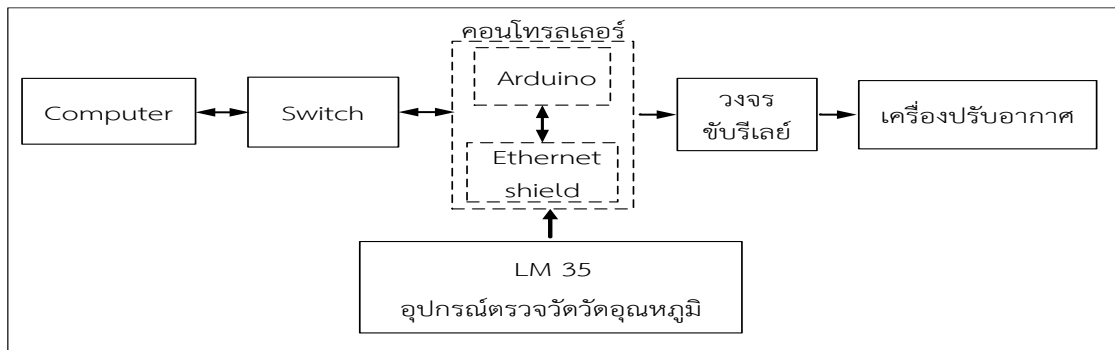 คอนโทรลเลอร์
Computer
Switch
Arduino
Ethernet
shield
วงจร
ขับรีเลย์
เครื่องปรับอากาศ
LM 35
อุปกรณ์ตรวจวัดวัดอุณหภูมิ